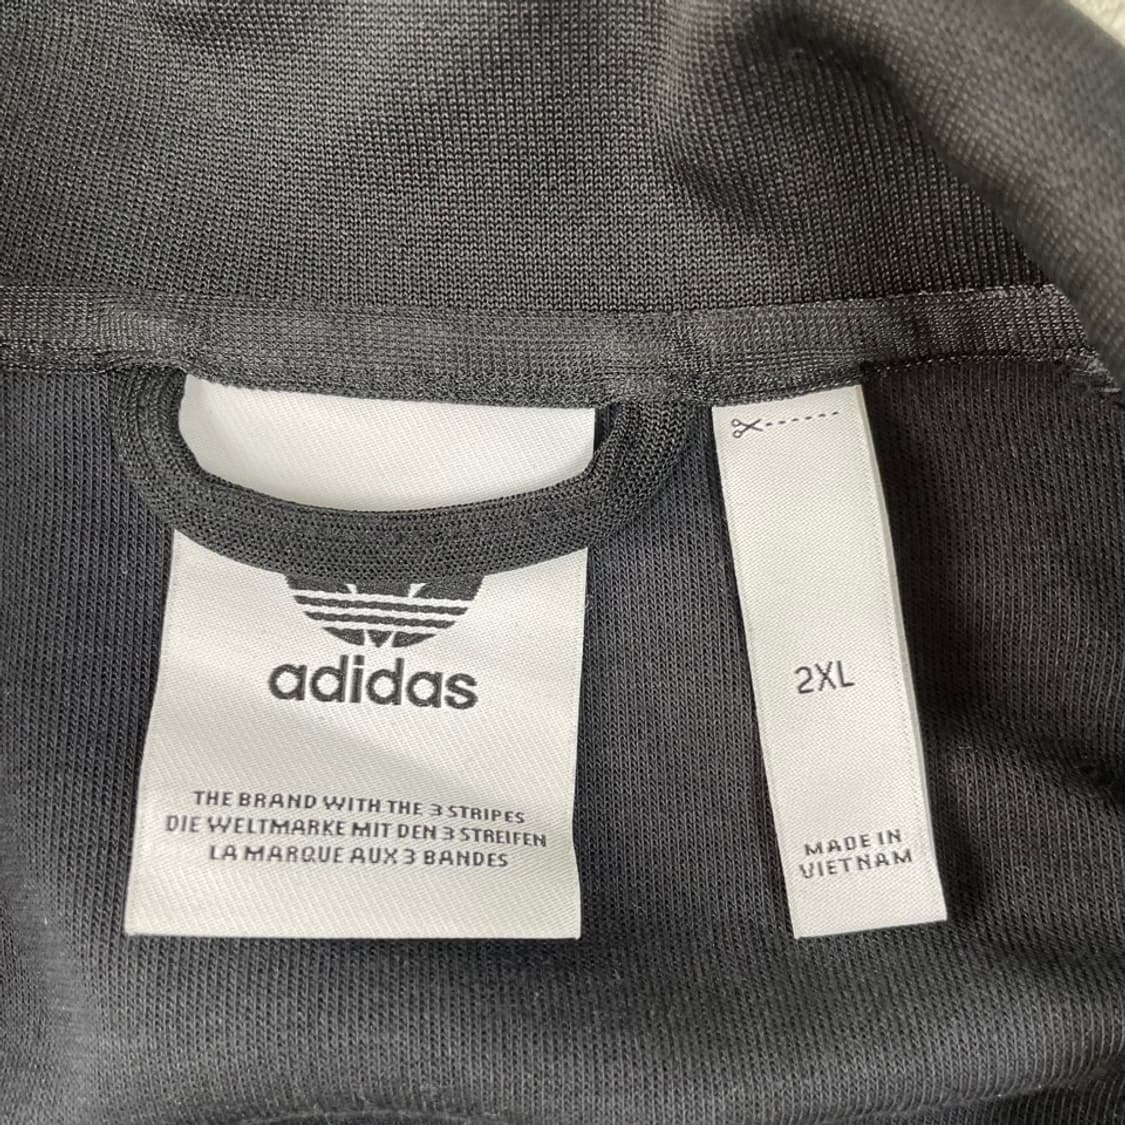 adidas
THE BRAND WITH THE 3 STRIPES
DIE WELTMARKE MIT DEN 3 STREIFEN
LA MARQUE AUX 3 BANDES
2XL
MADE IN
VIETNAM